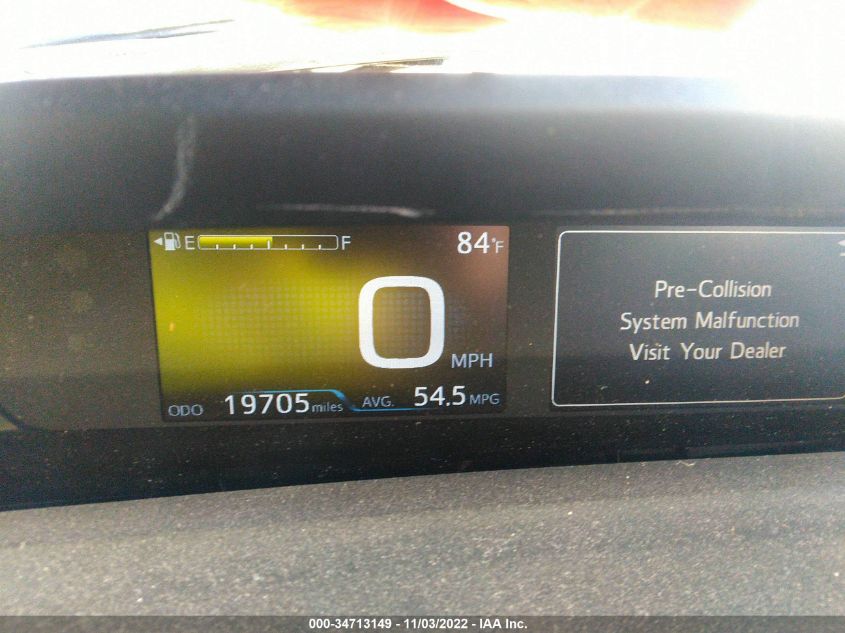 E F 84°F
0 MPH
ODO 19705 miles AVG. 54.5 MPG
Pre-Collision
System Malfunction
Visit Your Dealer
000-34713149 - 11/03/2022 - IAA Inc.